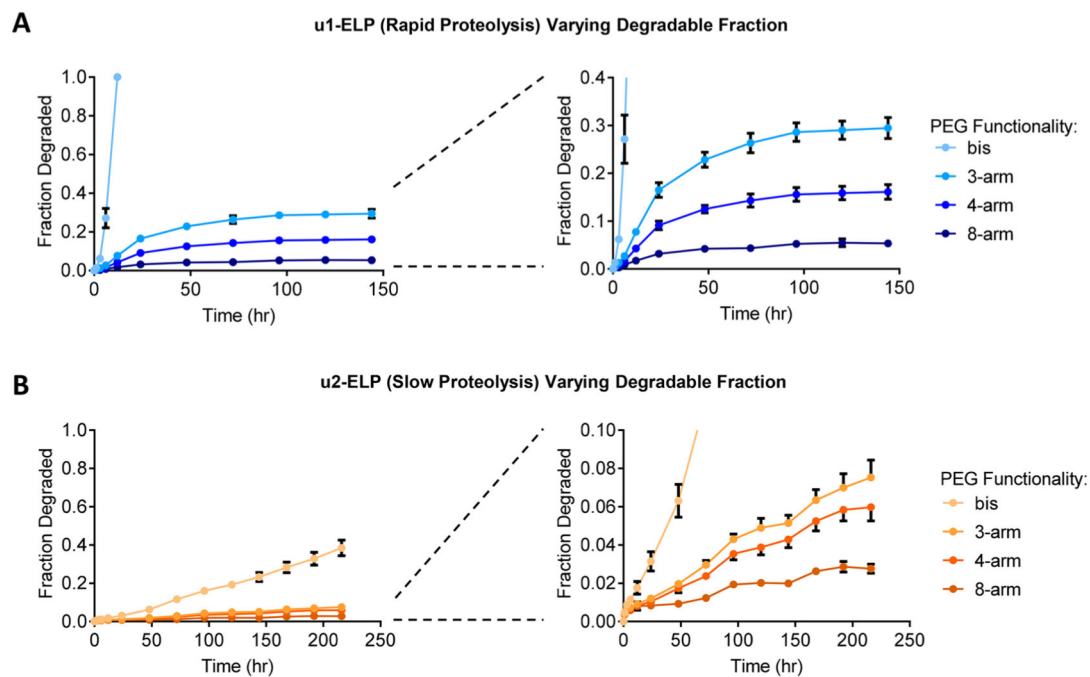 A
u1-ELP (Rapid Proteolysis) Varying Degradable Fraction
Fraction Degraded
1.0
0.8
0.6
0.4
0.2
0.0
0 50 100 150
Time (hr)
Fraction Degraded
0.4
0.3
0.2
0.1
0.0
0 50 100 150
Time (hr)
PEG Functionality:
bis
3-arm
4-arm
8-arm
B
u2-ELP (Slow Proteolysis) Varying Degradable Fraction
Fraction Degraded
1.0
0.8
0.6
0.4
0.2
0.0
0 50 100 150 200 250
Time (hr)
Fraction Degraded
0.10
0.08
0.06
0.04
0.02
0.00
0 50 100 150 200 250
Time (hr)
PEG Functionality:
bis
3-arm
4-arm
8-arm